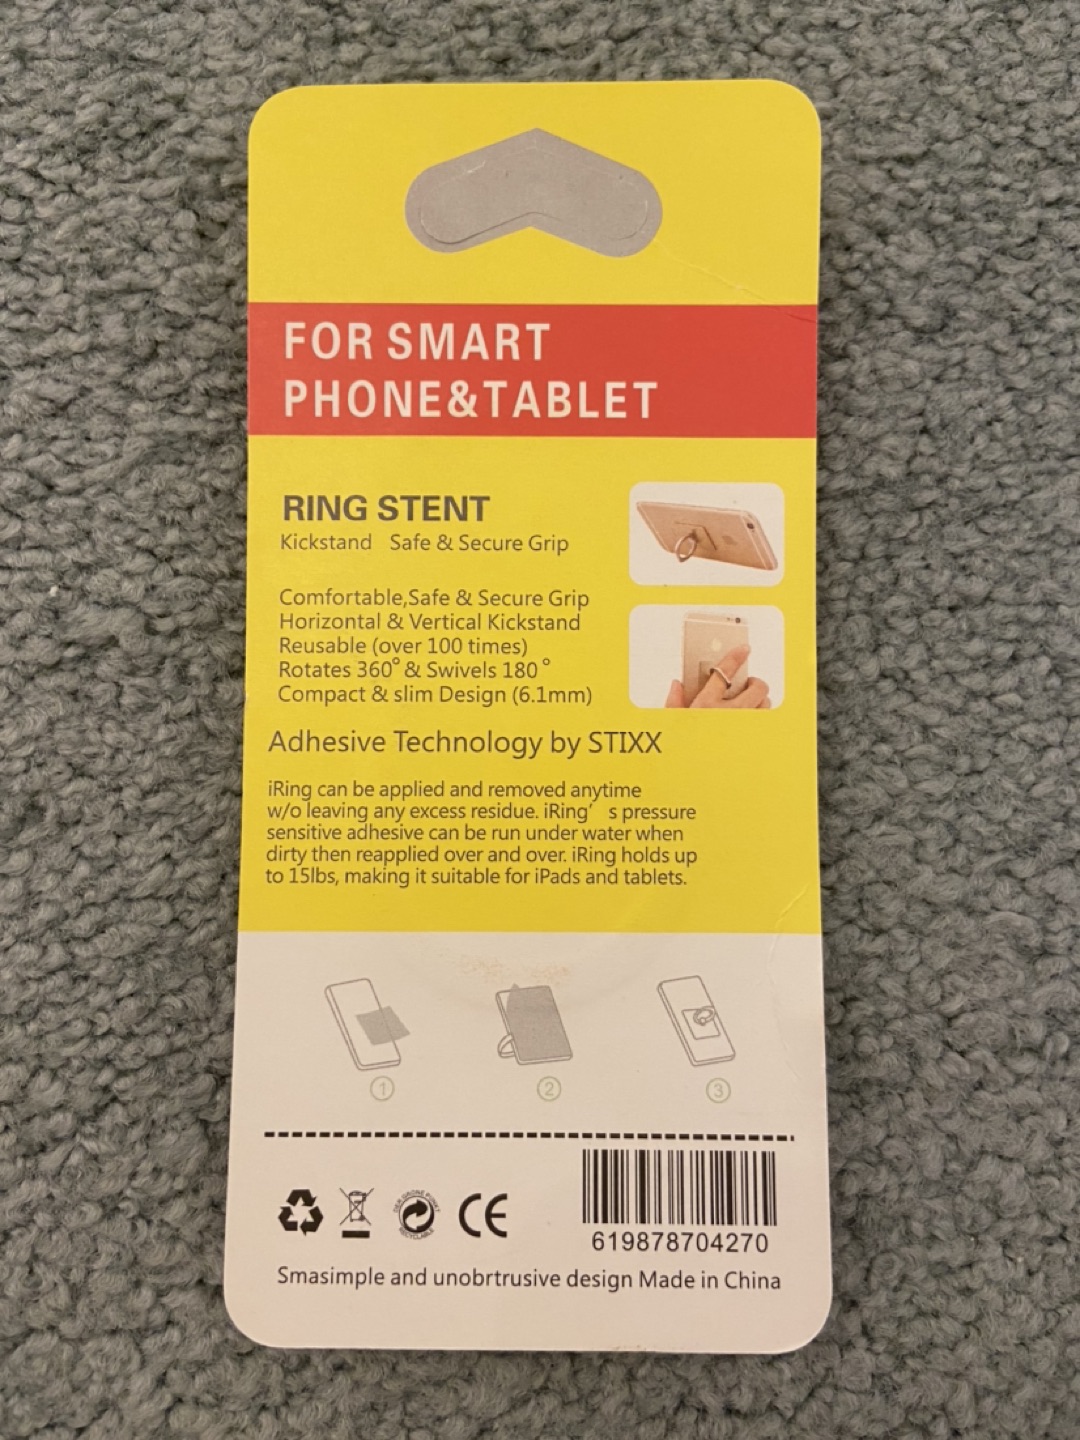 FOR SMART
PHONE&TABLET
RING STENT
Kickstand Safe & Secure Grip
Comfortable,Safe & Secure Grip
Horizontal & Vertical Kickstand
Reusable (over 100 times)
Rotates 360° & Swivels 180°
Compact & slim Design (6.1mm)
Adhesive Technology by STIXX
iRing can be applied and removed anytime
w/o leaving any excess residue. iRing’ s pressure
sensitive adhesive can be run under water when
dirty then reapplied over and over. iRing holds up
to 15lbs, making it suitable for iPads and tablets.
1 2 3
DER GRÜNE PUNKT
RECYCLABLE
CE
619878704270
Smasimple and unobrtrusive design Made in China